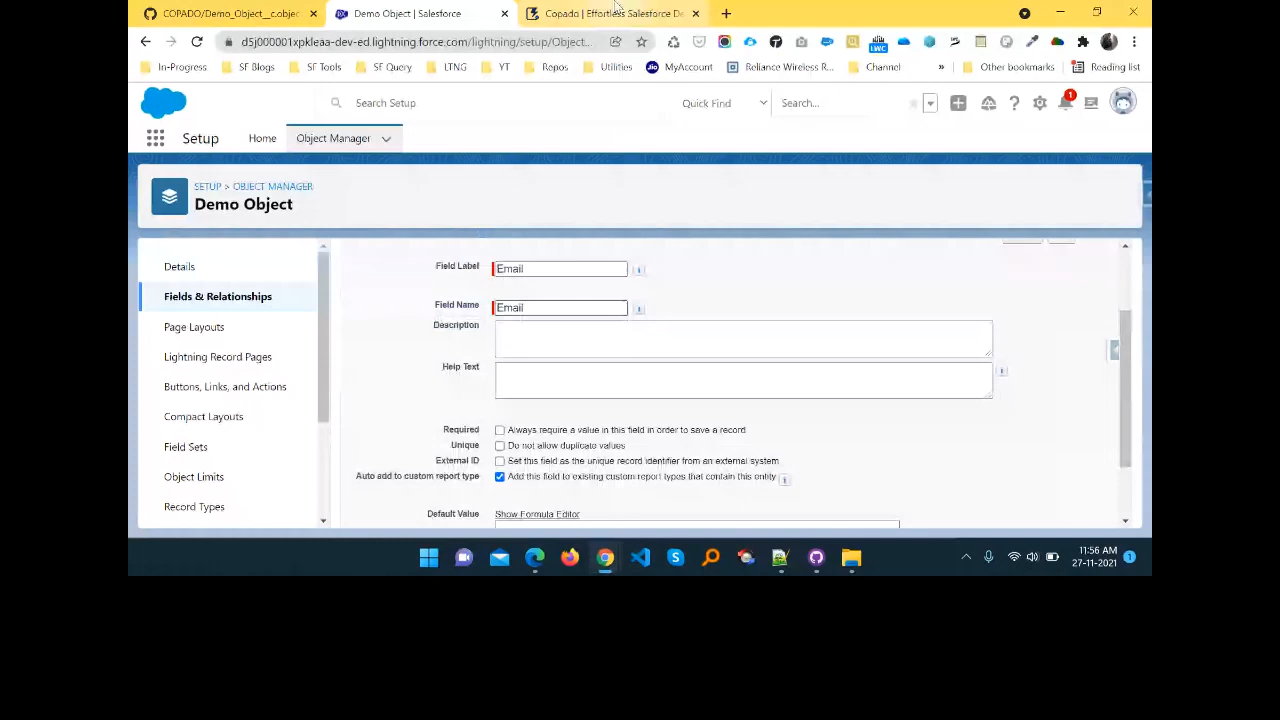 COPADO/Demo_Object__c.objec
Demo Object | Salesforce
Copado | Effortless Salesforce De
d5j000001xpkleaa-dev-ed.lightning.force.com/lightning/setup/Object...
In-Progress
SF Blogs
SF Tools
SF Query
LTNG
YT
Repos
Utilities
MyAccount
Reliance Wireless R...
Channel
»
Other bookmarks
Reading list
LWC
Search Setup
Quick Find
Search...
1
Setup
Home
Object Manager
SETUP > OBJECT MANAGER
Demo Object
Details
Fields & Relationships
Page Layouts
Lightning Record Pages
Buttons, Links, and Actions
Compact Layouts
Field Sets
Object Limits
Record Types
Field Label
Email
Field Name
Email
Description
Help Text
Required
Always require a value in this field in order to save a record
Unique
Do not allow duplicate values
External ID
Set this field as the unique record identifier from an external system
Auto add to custom report type
Add this field to existing custom report types that contain this entity
Default Value
Show Formula Editor
11:56 AM
27-11-2021
1